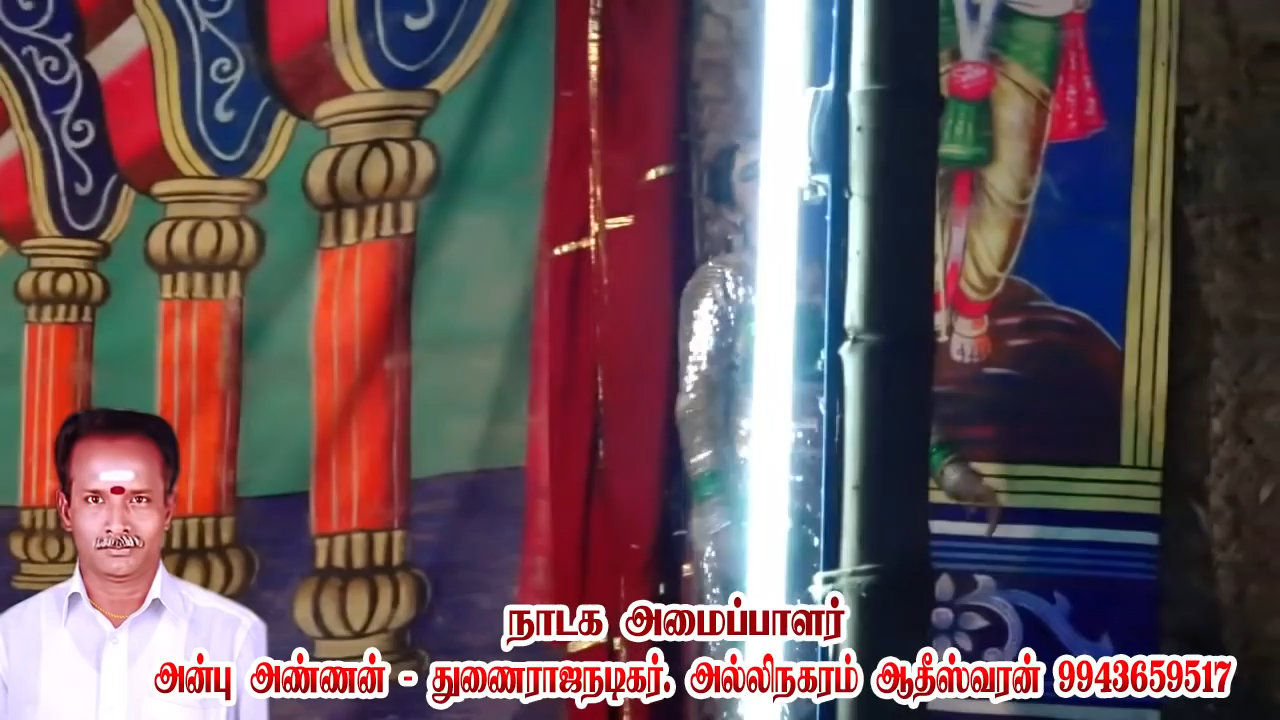 நாடக அமைப்பாளர்
அன்பு அண்ணன் - துணைராஜநடிகர். அல்லிநகரம் ஆதீஸ்வரன் 9943659517